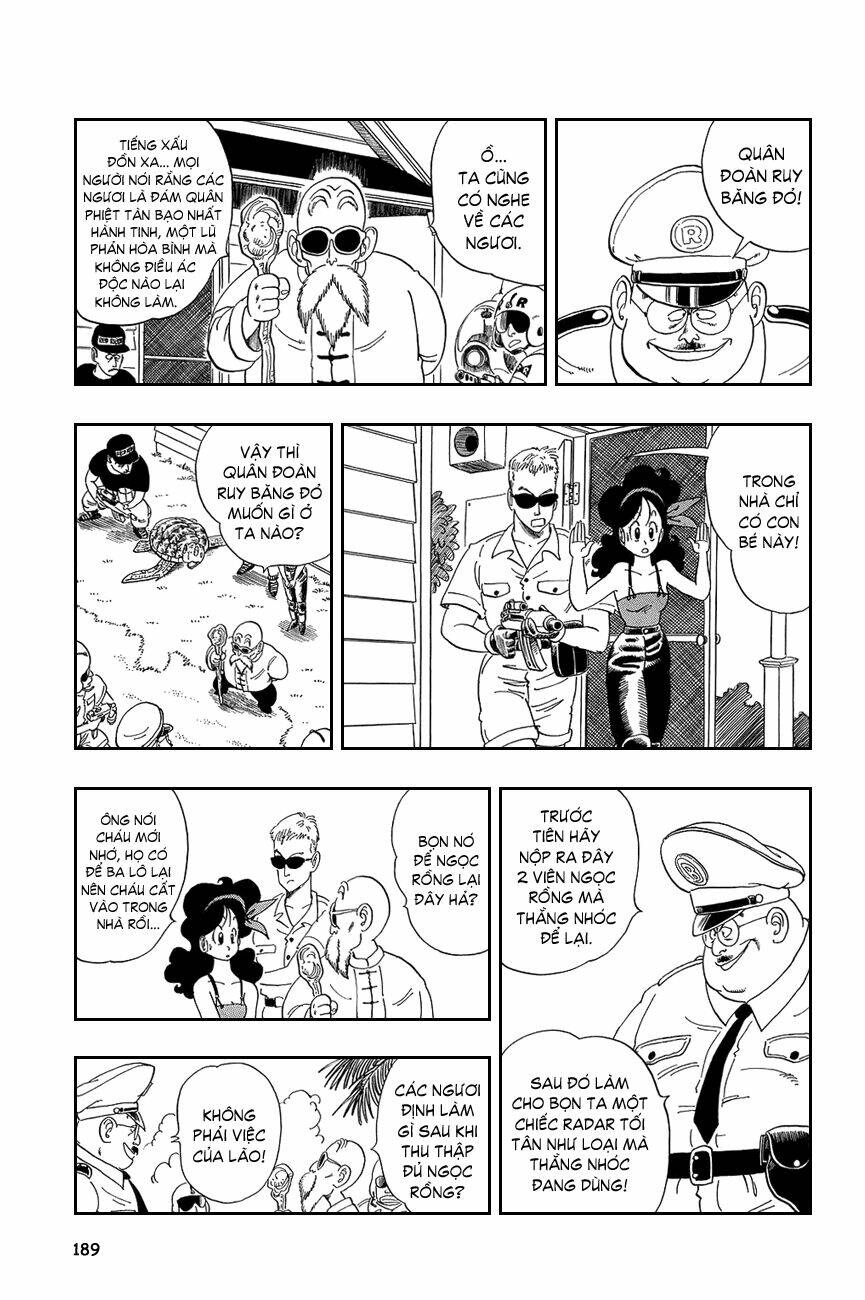 QUÂN
ĐOÀN RUY
BĂNG ĐỎ!
R
Ồ...
TA CŨNG
CÓ NGHE
VỀ CÁC
NGƯƠI.
R
TIẾNG XẤU
ĐỒN XA... MỌI
NGƯỜI NÓI RẰNG CÁC
NGƯƠI LÀ ĐÁM QUÂN
PHIỆT TÀN BẠO NHẤT
HÀNH TINH, MỘT LŨ
PHẢN HÒA BÌNH MÀ
KHÔNG ĐIỀU ÁC
ĐỘC NÀO LẠI
KHÔNG LÀM.
TRONG
NHÀ CHỈ
CÓ CON
BÉ NÀY!
VẬY THÌ
QUÂN ĐOÀN
RUY BĂNG ĐỎ
MUỐN GÌ Ở
TA NÀO?
TRƯỚC
TIÊN HÃY
NỘP RA ĐÂY
2 VIÊN NGỌC
RỒNG MÀ
THẰNG NHÓC
ĐỂ LẠI.
R
SAU ĐÓ LÀM
CHO BỌN TA MỘT
CHIẾC RADAR TỐI
TÂN NHƯ LOẠI MÀ
THẰNG NHÓC
ĐANG DÙNG!
BỌN NÓ
ĐỂ NGỌC
RỒNG LẠI
ĐÂY HẢ?
ÔNG NÓI
CHÁU MỚI
NHỚ, HỌ CÓ
ĐỂ BA LÔ LẠI
NÊN CHÁU CẤT
VÀO TRONG
NHÀ RỒI...
CÁC NGƯƠI
ĐỊNH LÀM
GÌ SAU KHI
THU THẬP
ĐỦ NGỌC
RỒNG?
KHÔNG
PHẢI VIỆC
CỦA LÃO!
189